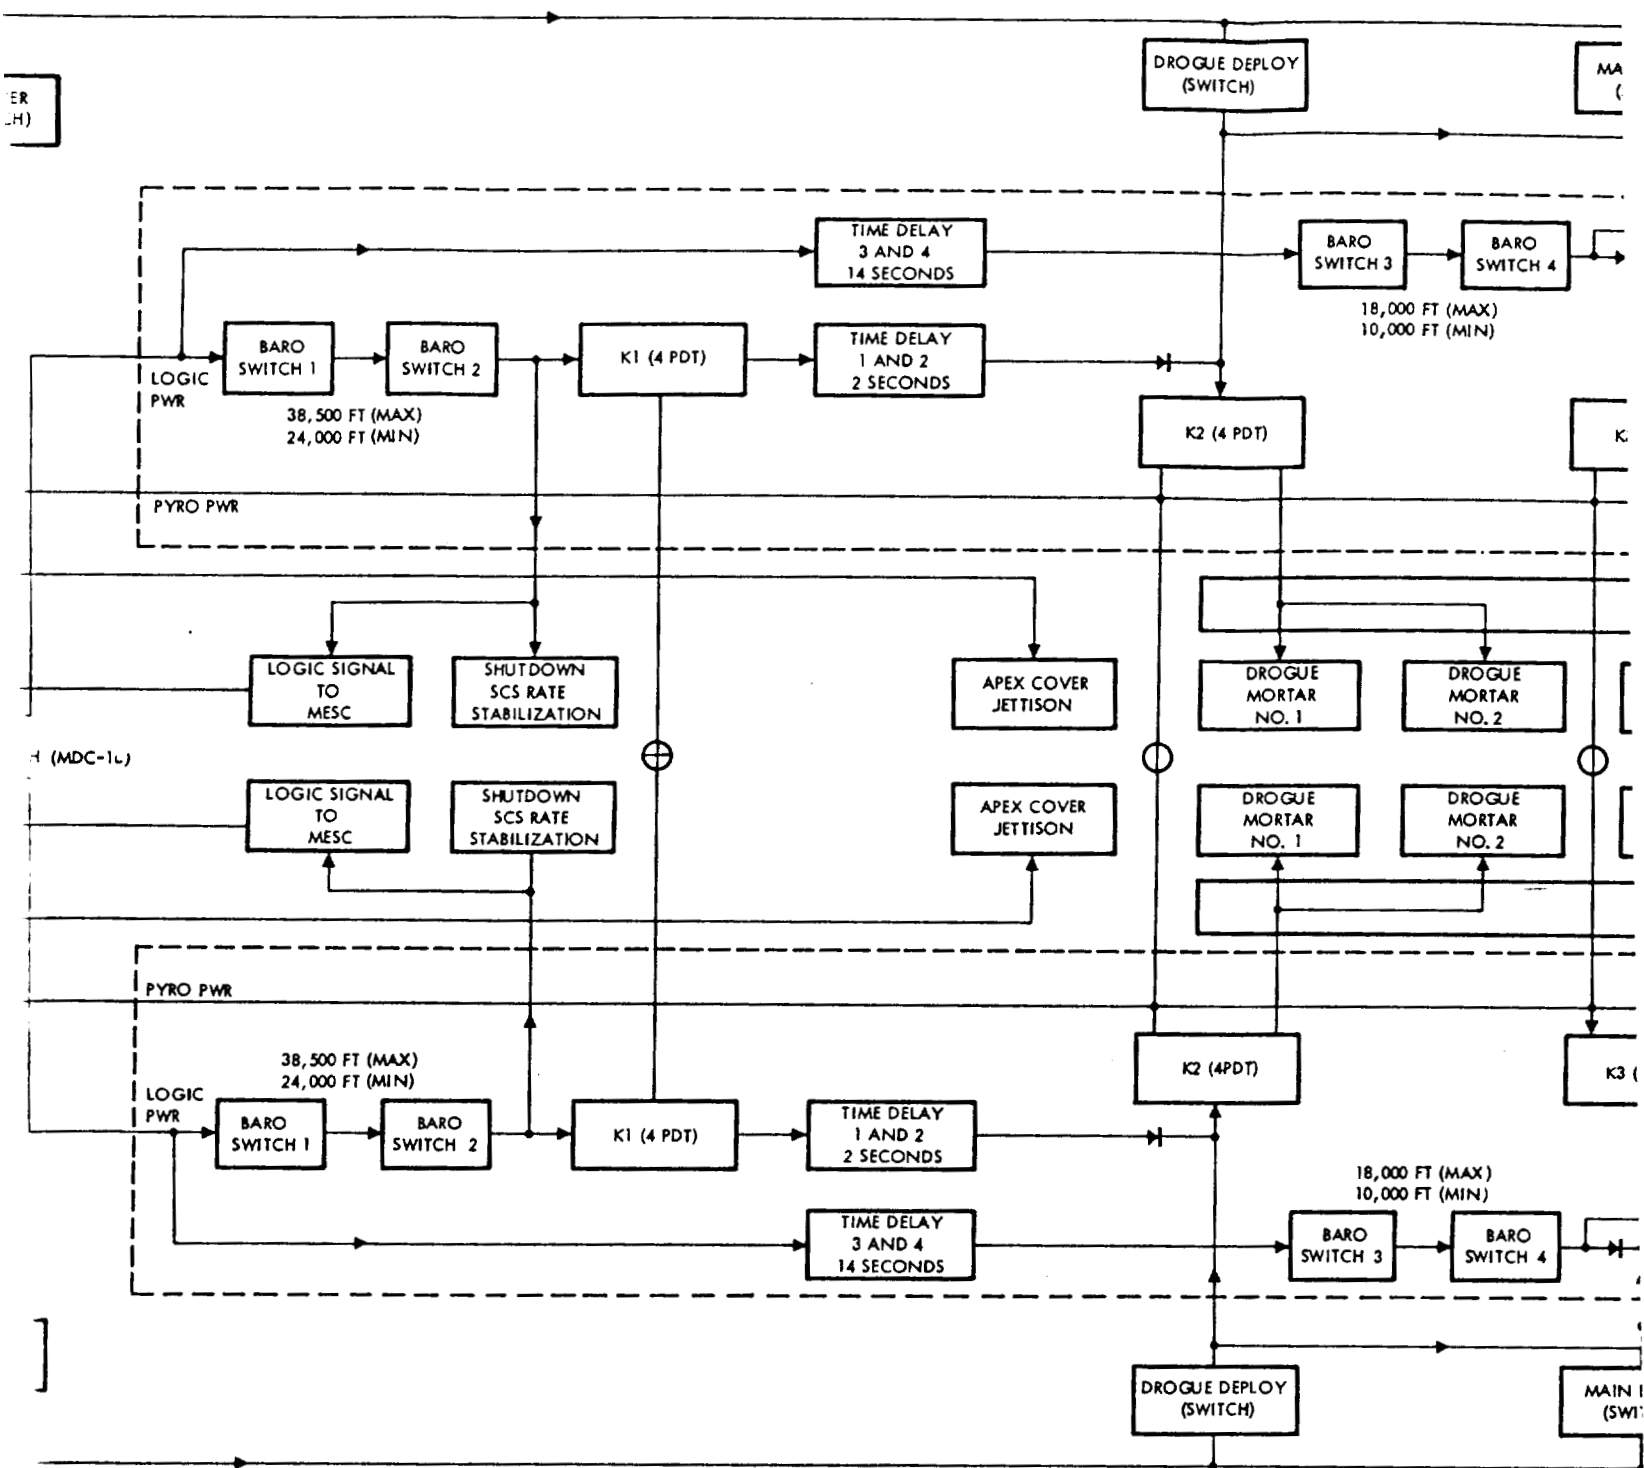 DROGUE DEPLOY
(SWITCH)
MA
(
ER
CH)
TIME DELAY
3 AND 4
14 SECONDS
BARO
SWITCH 3
BARO
SWITCH 4
18,000 FT (MAX)
10,000 FT (MIN)
BARO
SWITCH 1
BARO
SWITCH 2
K1 (4 PDT)
TIME DELAY
1 AND 2
2 SECONDS
LOGIC
PWR
38,500 FT (MAX)
24,000 FT (MIN)
K2 (4 PDT)
K
PYRO PWR
LOGIC SIGNAL
TO
MESC
SHUTDOWN
SCS RATE
STABILIZATION
APEX COVER
JETTISON
DROGUE
MORTAR
NO. 1
DROGUE
MORTAR
NO. 2
H (MDC-
LOGIC SIGNAL
TO
MESC
SHUTDOWN
SCS RATE
STABILIZATION
APEX COVER
JETTISON
DROGUE
MORTAR
NO. 1
DROGUE
MORTAR
NO. 2
PYRO PWR
38,500 FT (MAX)
24,000 FT (MIN)
K2 (4PDT)
K3 (
LOGIC
PWR
BARO
SWITCH 1
BARO
SWITCH 2
K1 (4 PDT)
TIME DELAY
1 AND 2
2 SECONDS
18,000 FT (MAX)
10,000 FT (MIN)
TIME DELAY
3 AND 4
14 SECONDS
BARO
SWITCH 3
BARO
SWITCH 4
DROGUE DEPLOY
(SWITCH)
MAIN
(SWI